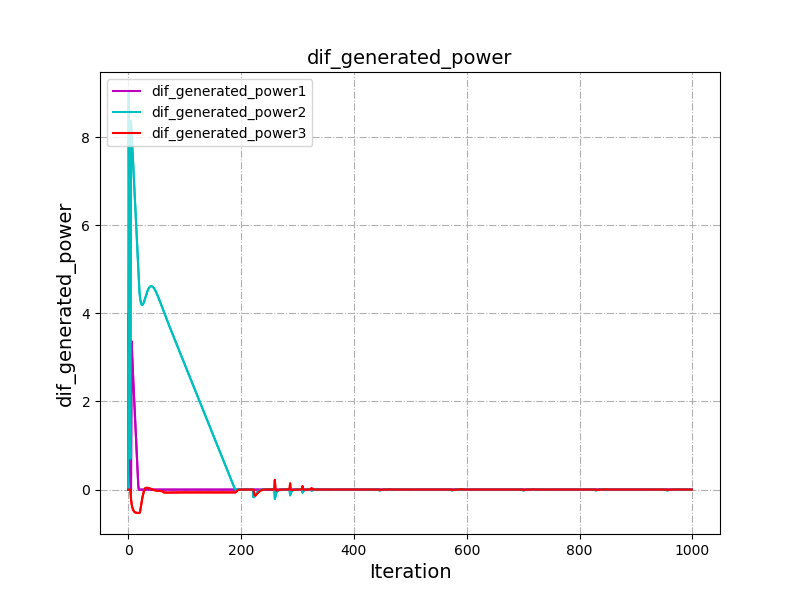 dif_generated_power
dif_generated_power1
dif_generated_power2
dif_generated_power3
dif_generated_power
8
6
4
2
0
0 200 400 600 800 1000
Iteration